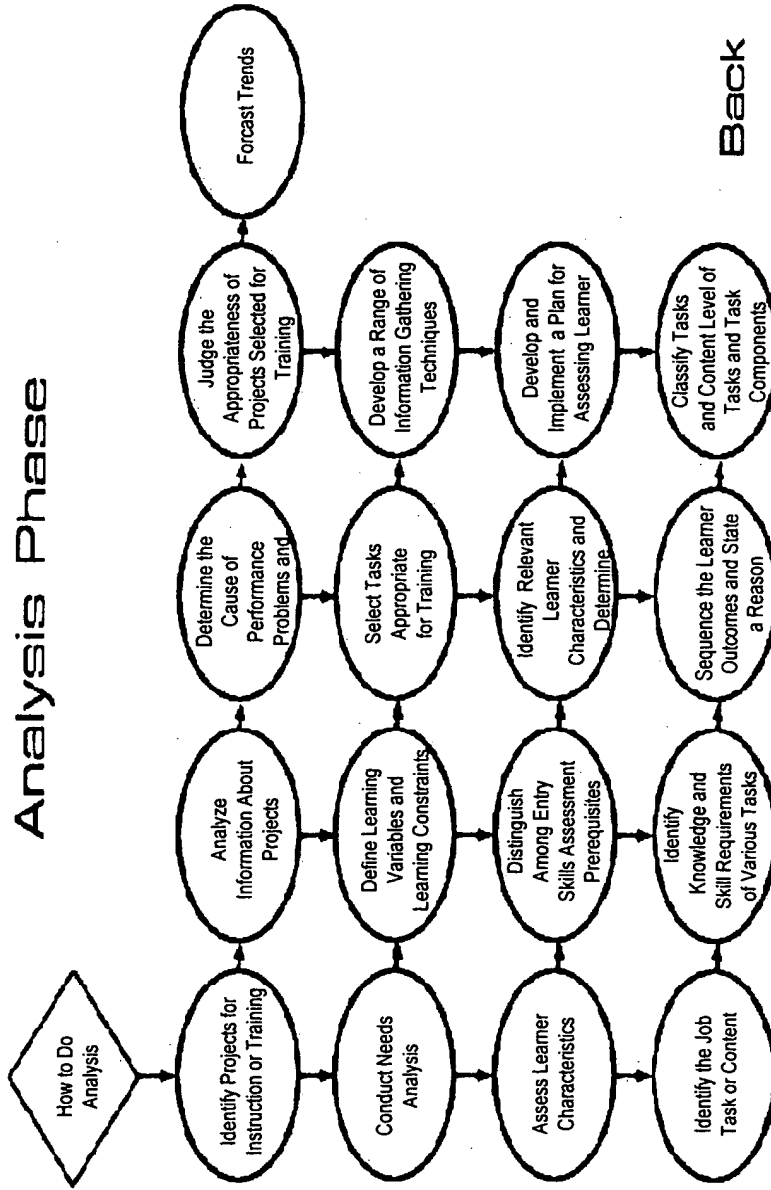 Analysis Phase
How to Do
Analysis
Identify Projects for
Instruction or Training
Analyze
Information About
Projects
Determine the
Cause of
Performance
Problems and
Judge the
Appropriateness of
Projects Selected for
Training
Forcast Trends
Conduct Needs
Analysis
Define Learning
Variables and
Learning Constraints
Select Tasks
Appropriate
for Training
Develop a Range of
Information Gathering
Techniques
Assess Learner
Characteristics
Distinguish
Among Entry
Skills Assessment
Prerequisites
Identify Relevant
Learner
Characteristics and
Determine
Develop and
Implement a Plan for
Assessing Learner
Identify the Job
Task or Content
Identify
Knowledge and
Skill Requirements
of Various Tasks
Sequence the Learner
Outcomes and State
a Reason
Classify Tasks
and Content Level of
Tasks and Task
Components
Back